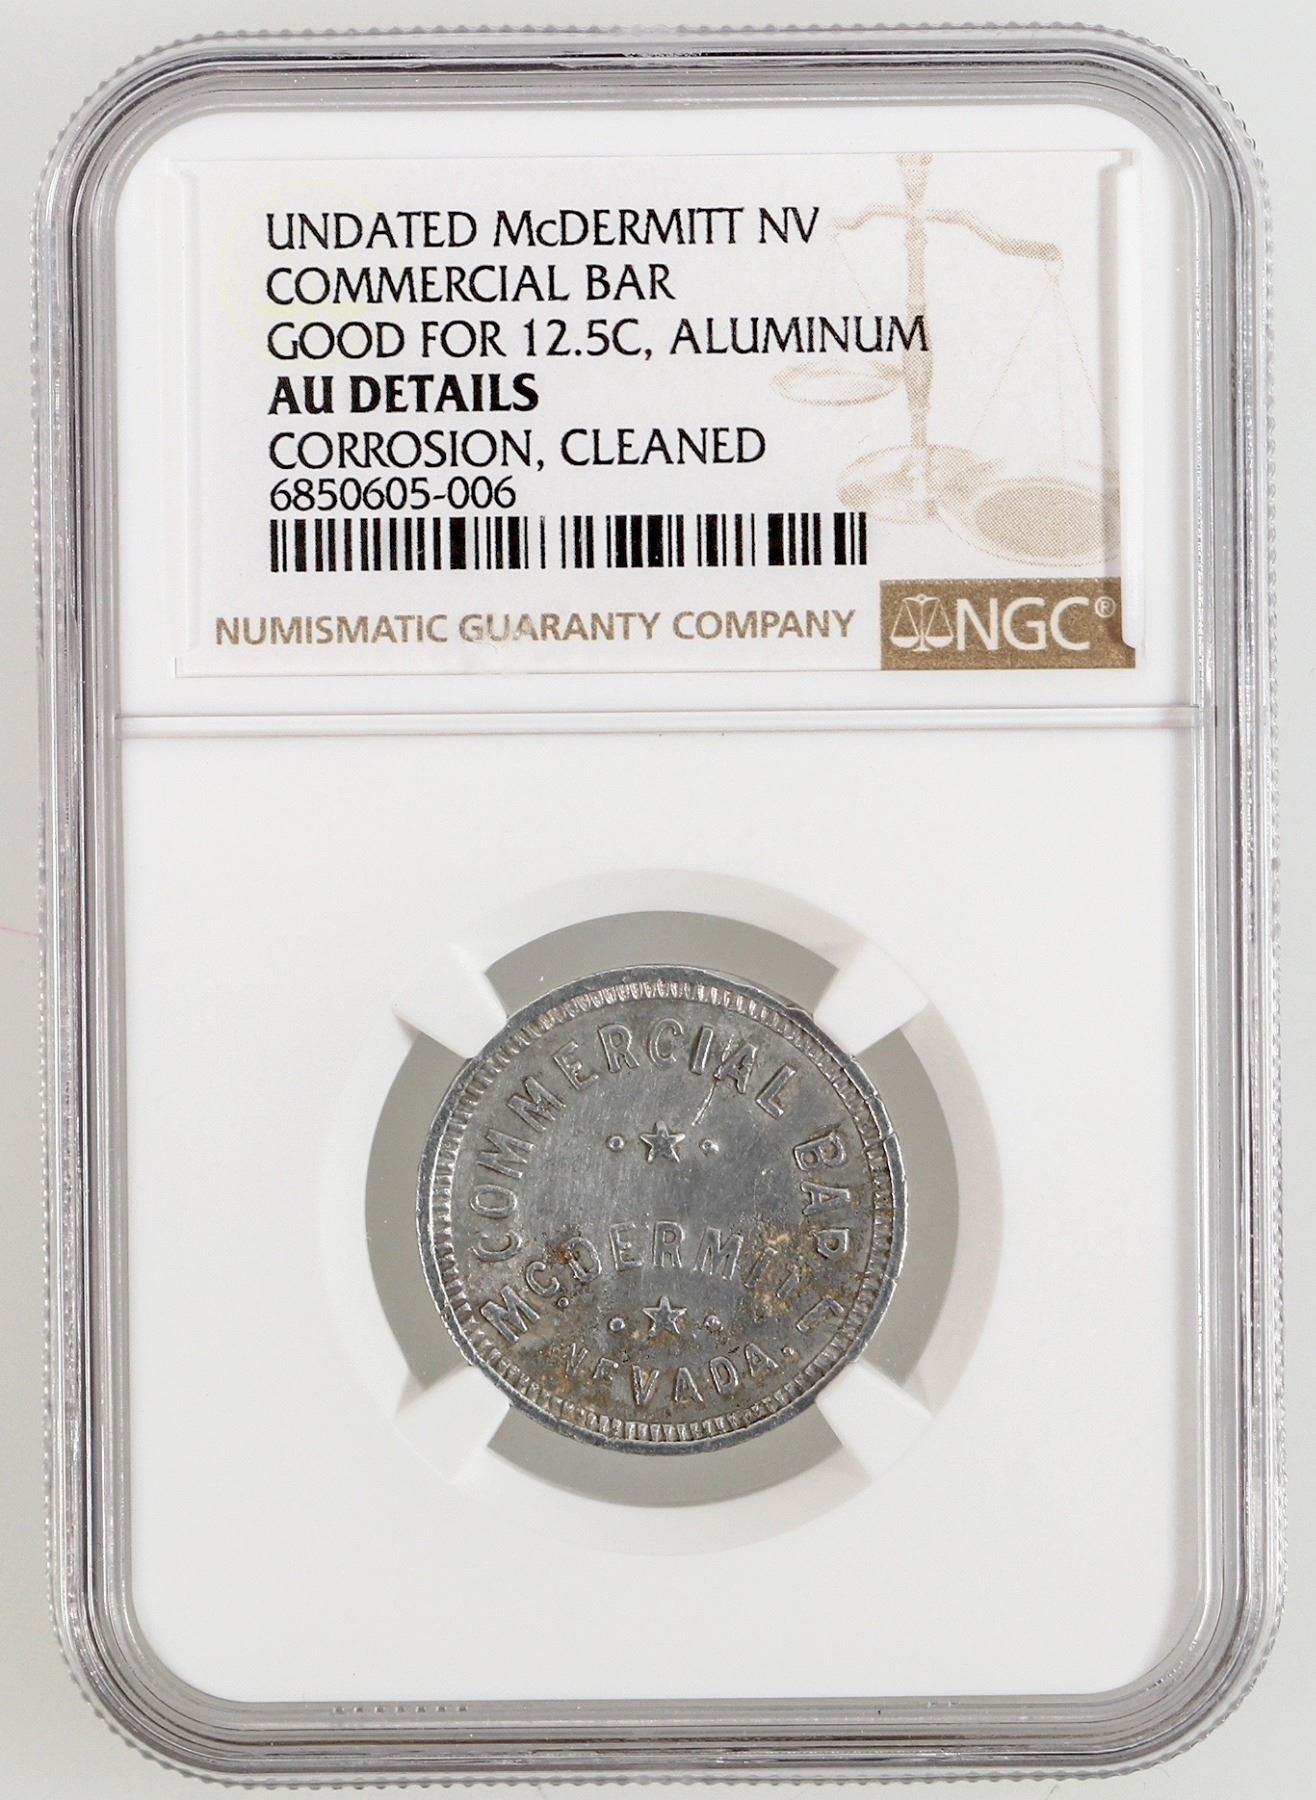 UNDATED McDERMITT NV
COMMERCIAL BAR
GOOD FOR 12.5C, ALUMINUM
AU DETAILS
CORROSION, CLEANED
6850605-006
NUMISMATIC GUARANTY COMPANY
NGC®
COMMERCIAL BAR
McDERMITT
NEVADA.